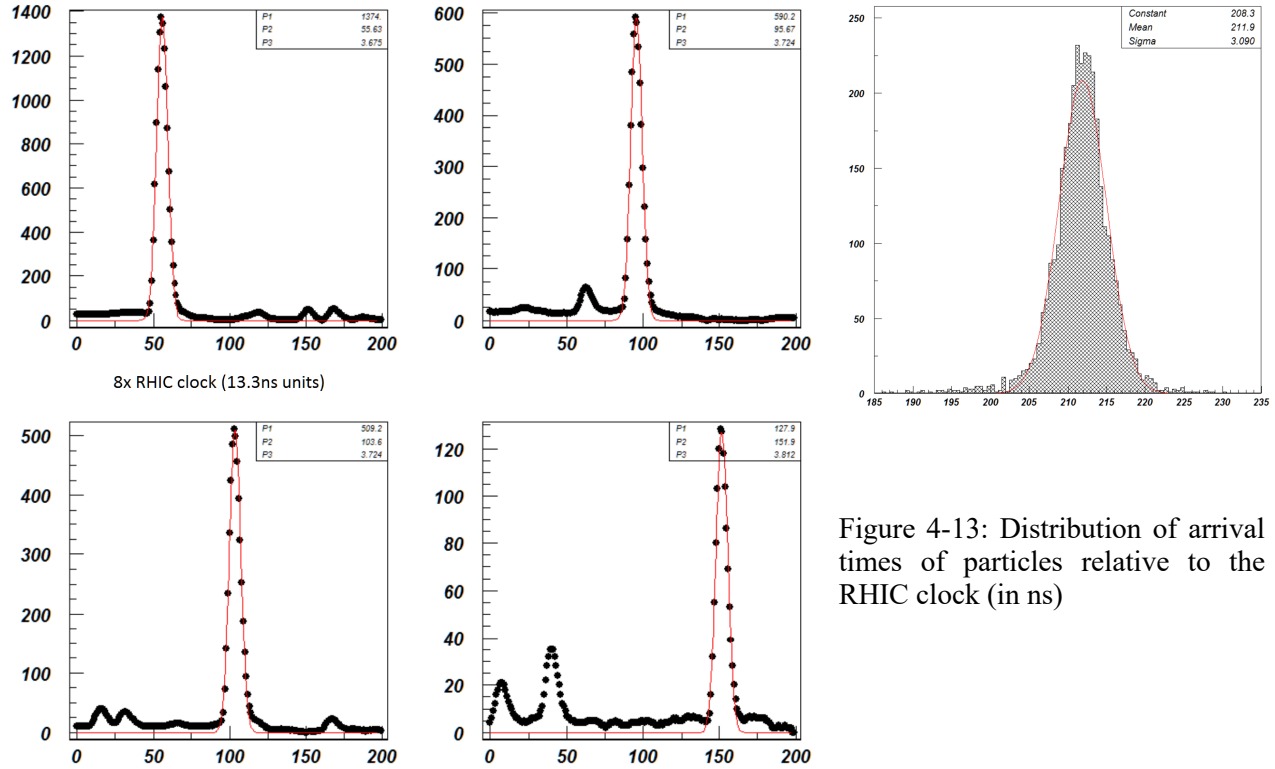 P1 1374.
P2 55.63
P3 3.675
1400
1200
1000
800
600
400
200
0
0 50 100 150 200
8x RHIC clock (13.3ns units)
P1 590.2
P2 95.67
P3 3.724
600
500
400
300
200
100
0
0 50 100 150 200
Constant 208.3
Mean 211.9
Sigma 3.090
250
200
150
100
50
0
185 190 195 200 205 210 215 220 225 230 235
P1 509.2
P2 103.6
P3 3.724
500
400
300
200
100
0
0 50 100 150 200
P1 127.9
P2 151.9
P3 3.812
120
100
80
60
40
20
0
0 50 100 150 200
Figure 4-13: Distribution of arrival
times of particles relative to the
RHIC clock (in ns)